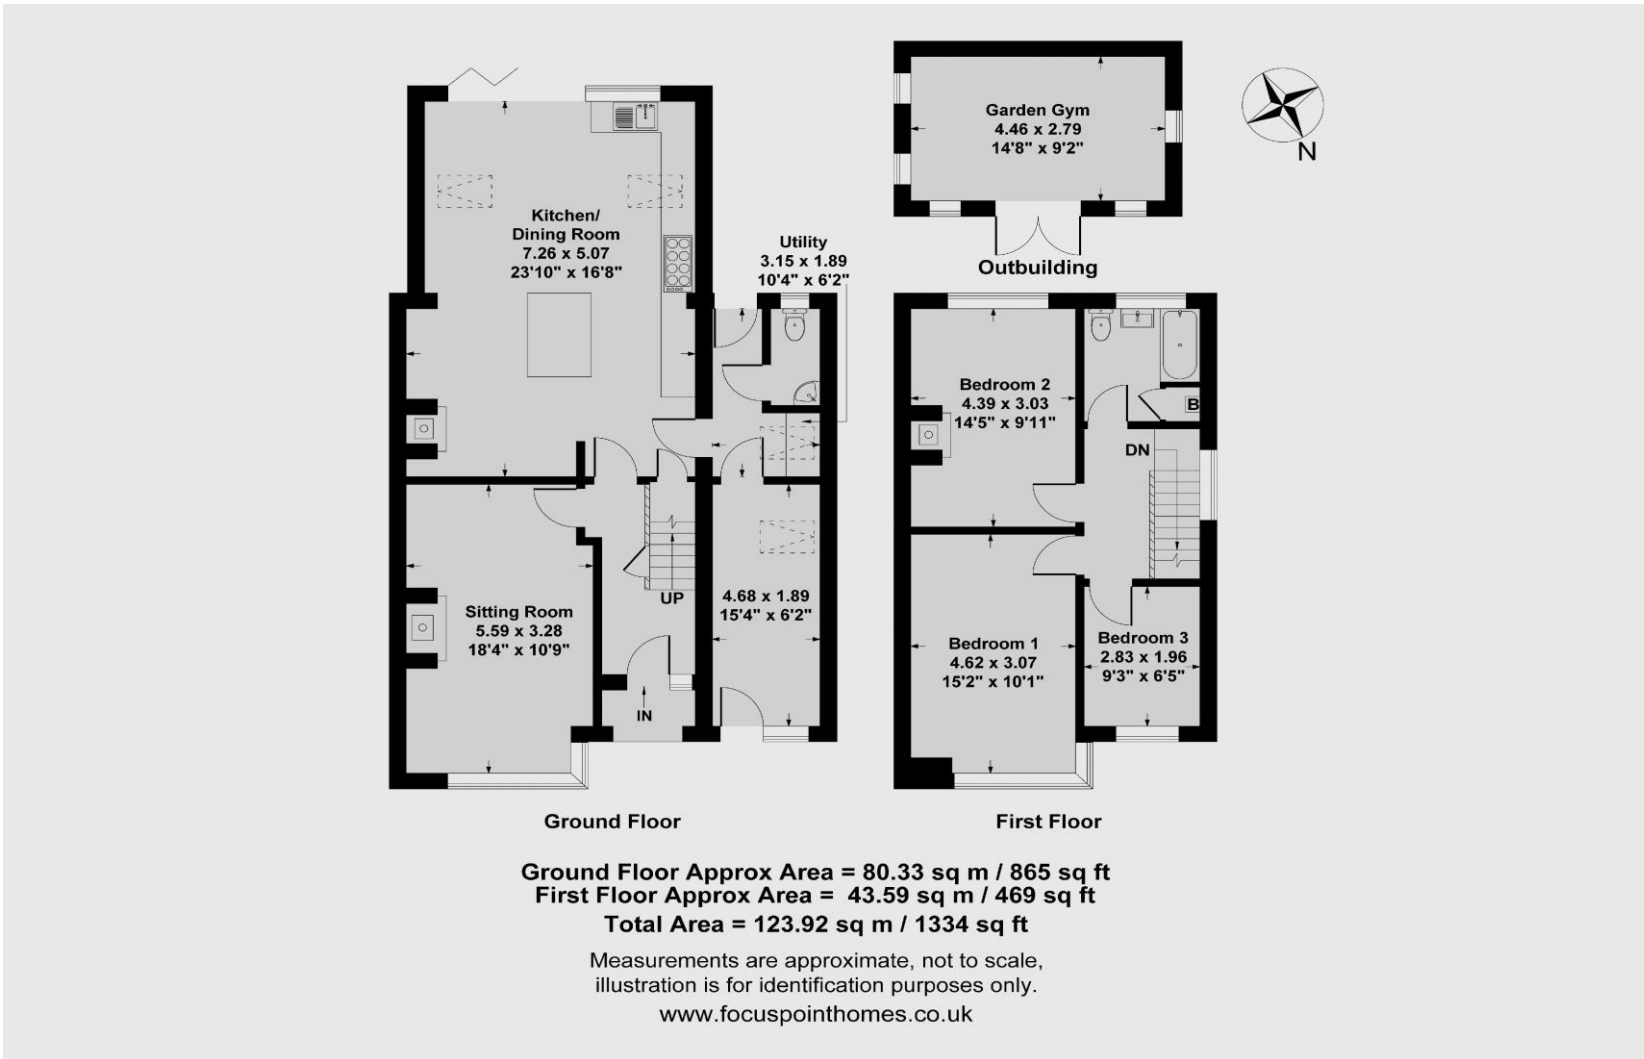 Kitchen/
Dining Room
7.26 x 5.07
23'10" x 16'8"
Utility
3.15 x 1.89
10'4" x 6'2"
Sitting Room
5.59 x 3.28
18'4" x 10'9"
UP
IN
4.68 x 1.89
15'4" x 6'2"
Ground Floor
Garden Gym
4.46 x 2.79
14'8" x 9'2"
Outbuilding
N
Bedroom 2
4.39 x 3.03
14'5" x 9'11"
B
DN
Bedroom 1
4.62 x 3.07
15'2" x 10'1"
Bedroom 3
2.83 x 1.96
9'3" x 6'5"
First Floor
Ground Floor Approx Area = 80.33 sq m / 865 sq ft
First Floor Approx Area = 43.59 sq m / 469 sq ft
Total Area = 123.92 sq m / 1334 sq ft
Measurements are approximate, not to scale,
illustration is for identification purposes only.
www.focuspointhomes.co.uk